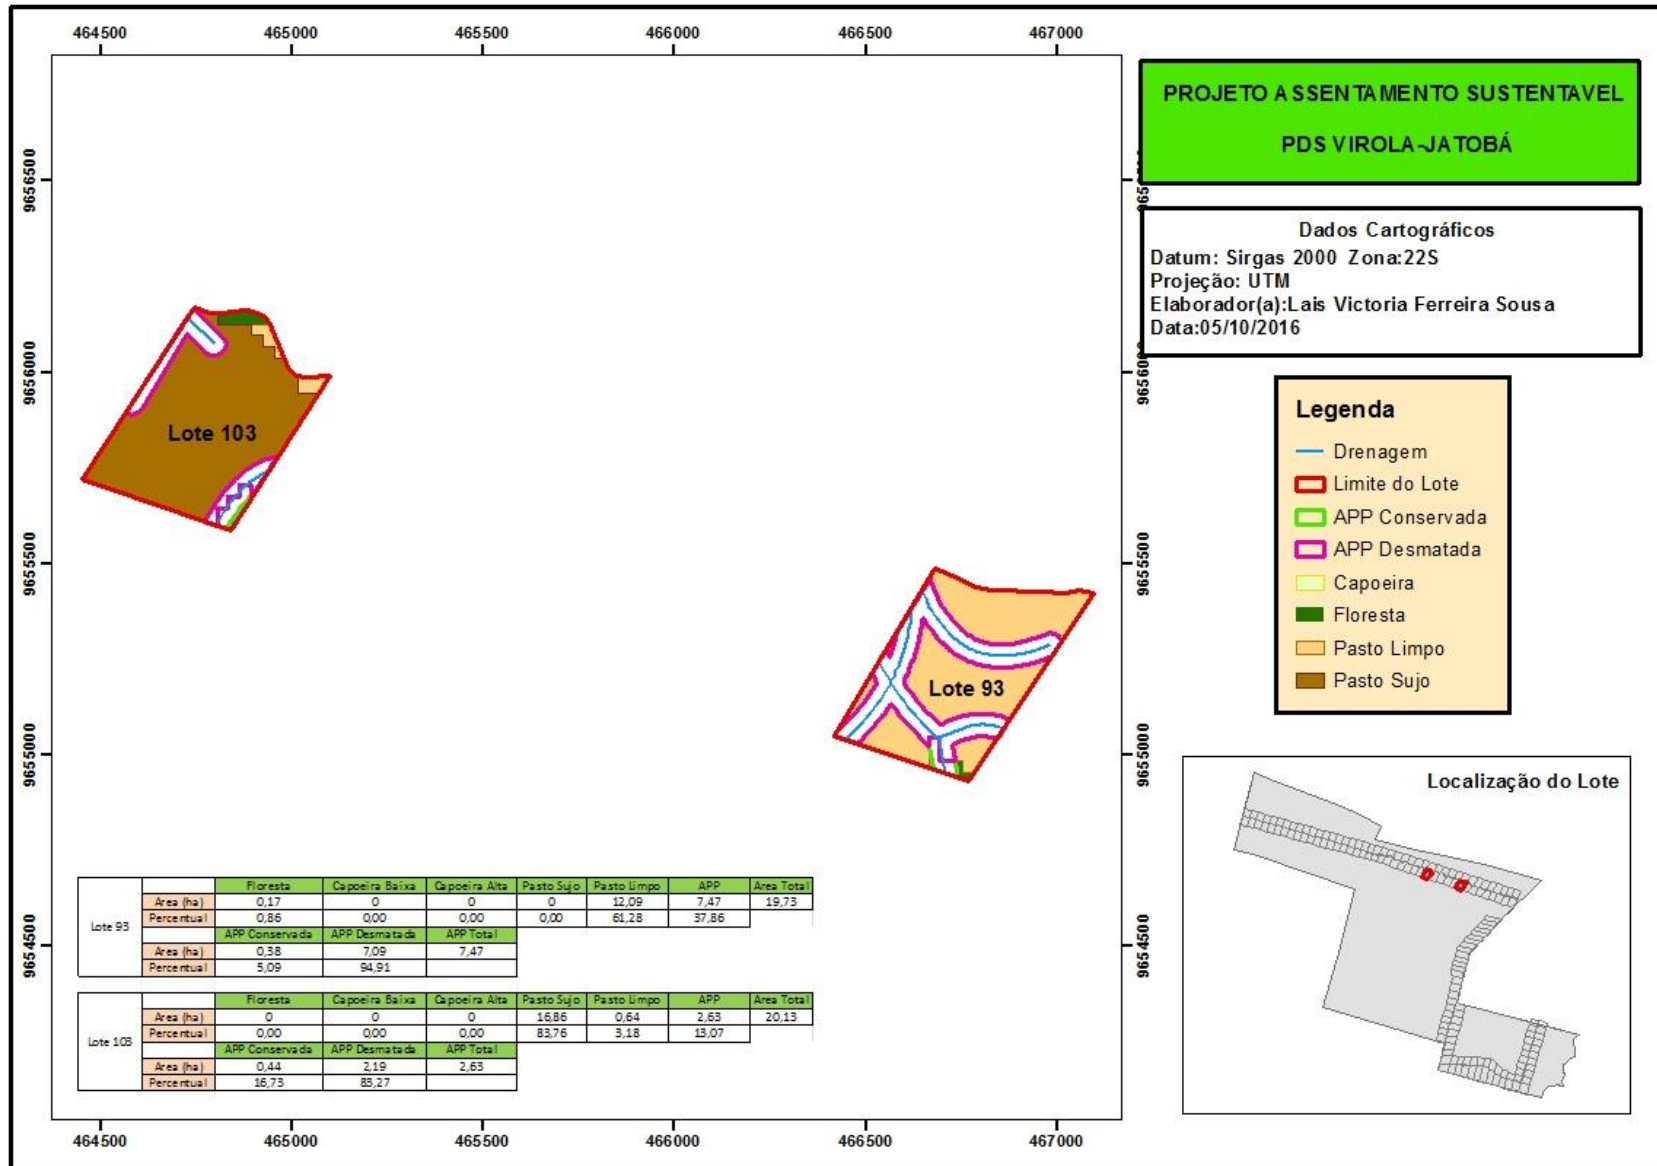 464500 465000 465500 466000 466500 467000
9656500
9656000
9655500
9655000
9654500
PROJETO ASSENTAMENTO SUSTENTAVEL
PDS VIROLA-JATOBÁ
Dados Cartográficos
Datum: Sirgas 2000 Zona:22S
Projeção: UTM
Elaborador(a):Lais Victoria Ferreira Sousa
Data:05/10/2016
9656000
9655500
9655000
9654500
Lote 103
Lote 93
Legenda
Drenagem
Limite do Lote
APP Conservada
APP Desmatada
Capoeira
Floresta
Pasto Limpo
Pasto Sujo
Localização do Lote
Lote 93
Floresta Capoeira Baixa Capoeira Alta Pasto Sujo Pasto Limpo APP Area Total
Area (ha) 0,17 0 0 0 12,09 7,47 19,73
Percentual 0,86 0,00 0,00 0,00 61,28 37,86
APP Conservada APP Desmatada APP Total
Area (ha) 0,38 7,09 7,47
Percentual 5,09 94,91
Lote 103
Floresta Capoeira Baixa Capoeira Alta Pasto Sujo Pasto Limpo APP Area Total
Area (ha) 0 0 0 16,86 0,64 2,63 20,13
Percentual 0,00 0,00 0,00 83,76 3,18 13,07
APP Conservada APP Desmatada APP Total
Area (ha) 0,44 2,19 2,63
Percentual 16,73 83,27
464500 465000 465500 466000 466500 467000